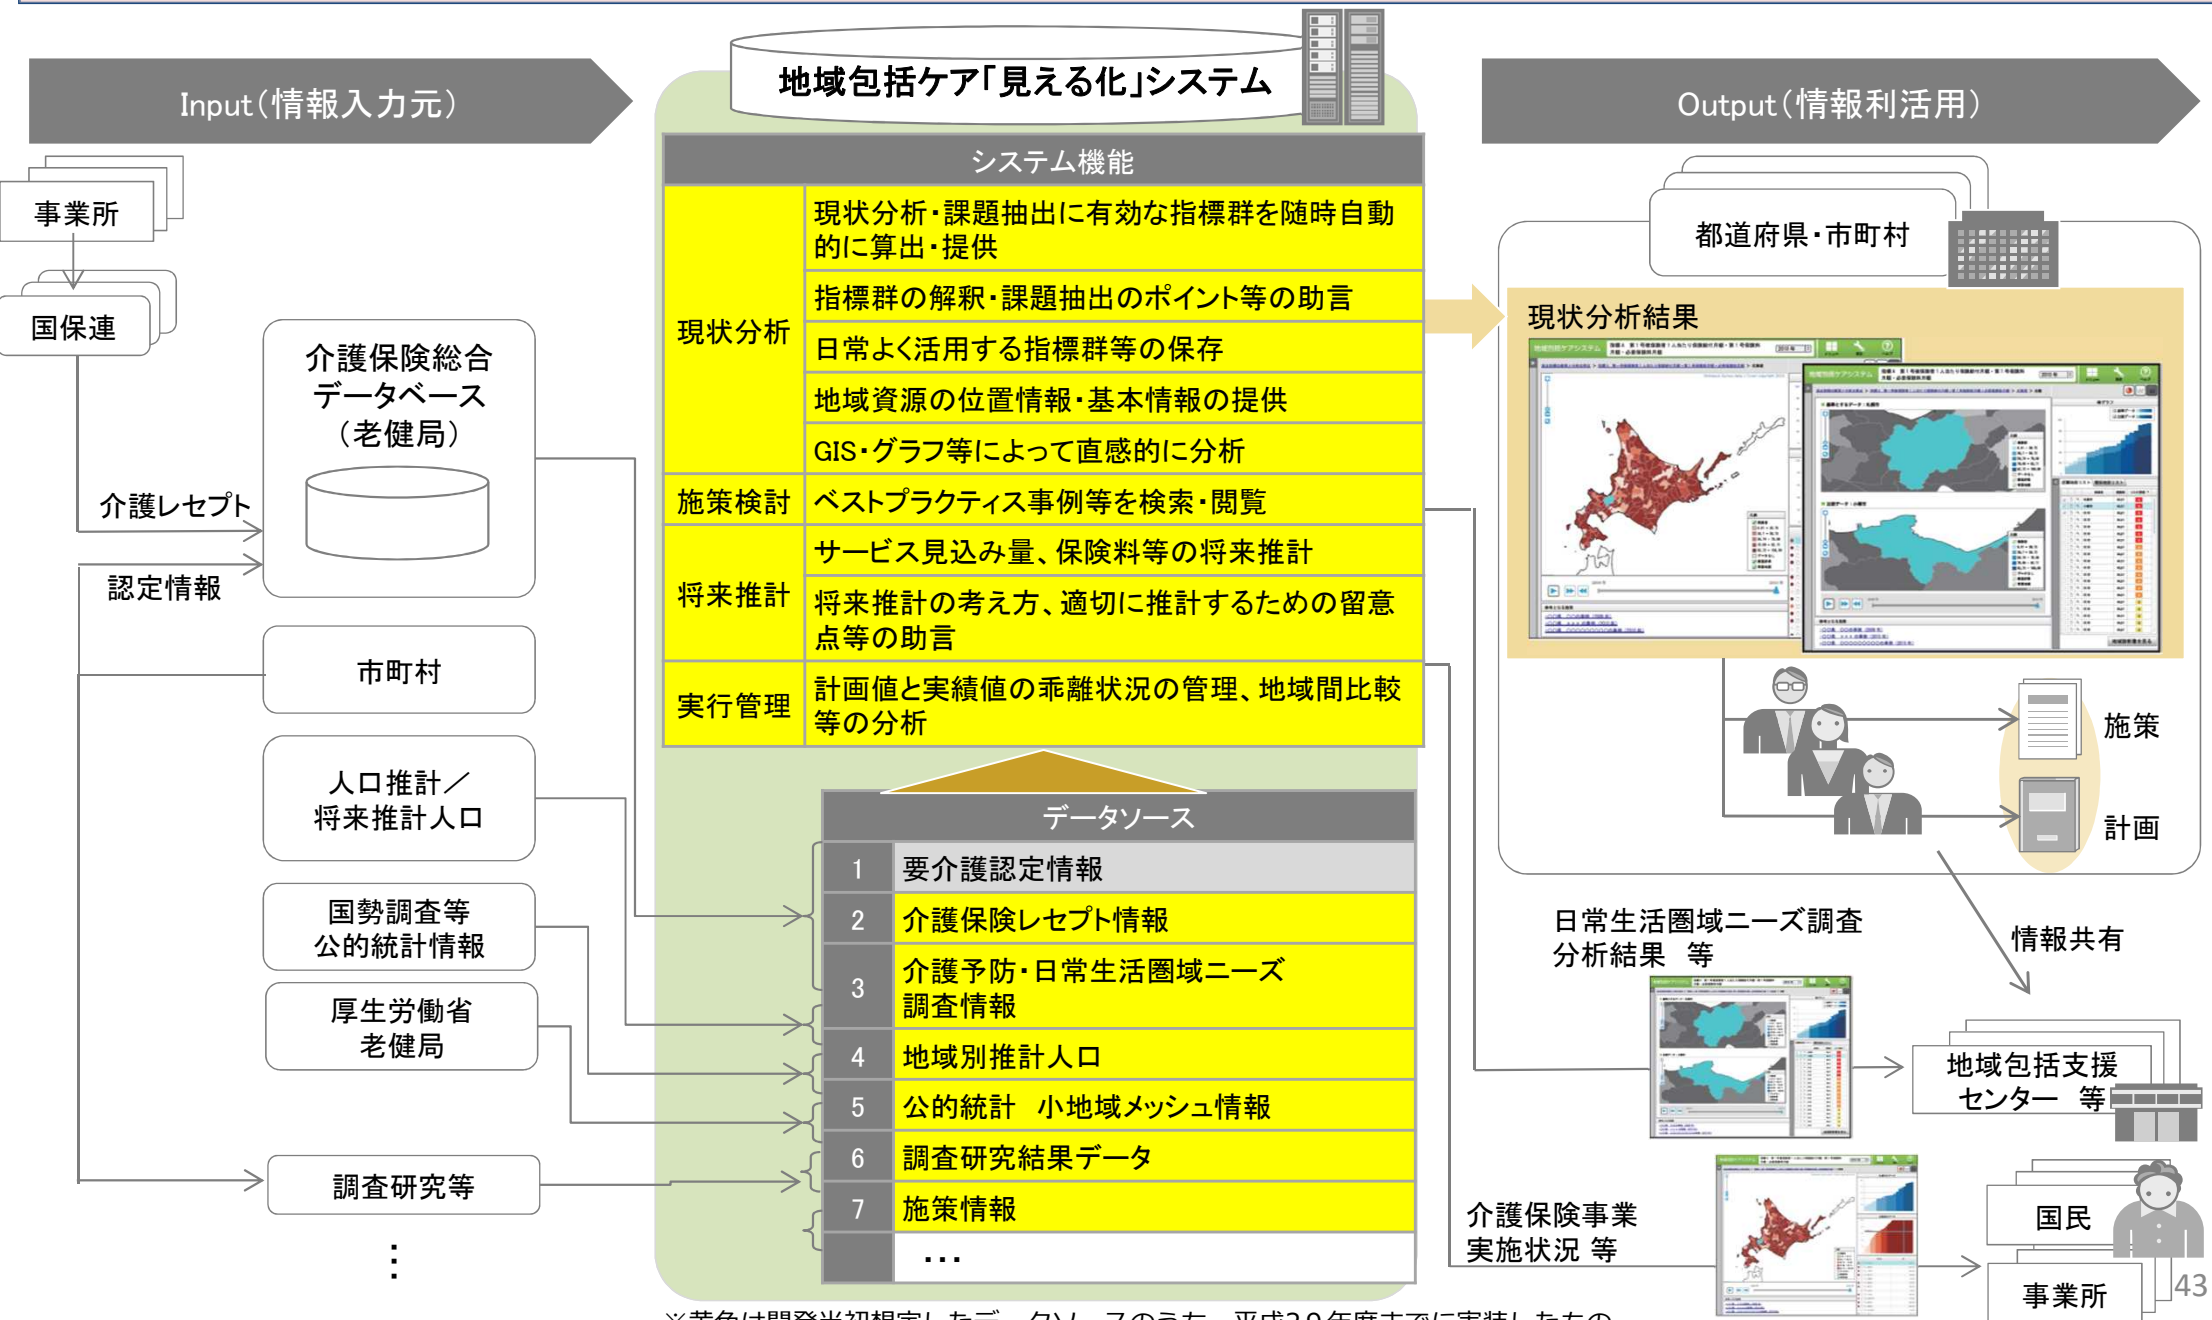 Input（情報入力元）
地域包括ケア「見える化」システム
Output（情報利活用）
事業所
国保連
介護保険総合
データベース
（老健局）
介護レセプト
認定情報
市町村
人口推計／
将来推計人口
国勢調査等
公的統計情報
厚生労働省
老健局
調査研究等
⋮
システム機能
現状分析
現状分析・課題抽出に有効な指標群を随時自動
的に算出・提供
指標群の解釈・課題抽出のポイント等の助言
日常よく活用する指標群等の保存
地域資源の位置情報・基本情報の提供
GIS・グラフ等によって直感的に分析
施策検討
ベストプラクティス事例等を検索・閲覧
将来推計
サービス見込み量、保険料等の将来推計
将来推計の考え方、適切に推計するための留意
点等の助言
実行管理
計画値と実績値の乖離状況の管理、地域間比較
等の分析
データソース
1 要介護認定情報
2 介護保険レセプト情報
3 介護予防・日常生活圏域ニーズ
調査情報
4 地域別推計人口
5 公的統計　小地域メッシュ情報
6 調査研究結果データ
7 施策情報
・・・
都道府県・市町村
現状分析結果
施策
計画
日常生活圏域ニーズ調査
分析結果　等
情報共有
地域包括支援
センター　等
介護保険事業
実施状況 等
国民
事業所
43